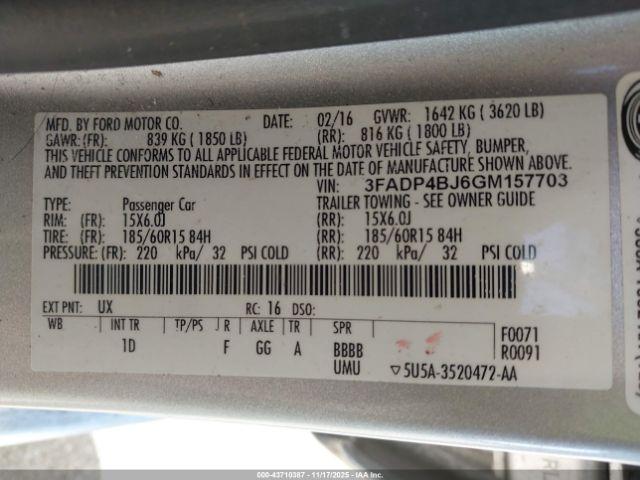 MFD. BY FORD MOTOR CO. DATE: 02/16 GVWR: 1642 KG ( 3620 LB)
GAWR: (FR): 839 KG ( 1850 LB) (RR): 816 KG ( 1800 LB)
THIS VEHICLE CONFORMS TO ALL APPLICABLE FEDERAL MOTOR VEHICLE SAFETY, BUMPER,
AND THEFT PREVENTION STANDARDS IN EFFECT ON THE DATE OF MANUFACTURE SHOWN ABOVE.
VIN: 3FADP4BJ6GM157703
TYPE: Passenger Car TRAILER TOWING - SEE OWNER GUIDE
RIM: (FR): 15X6.0J (RR): 15X6.0J
TIRE: (FR): 185/60R15 84H (RR): 185/60R15 84H
PRESSURE: (FR): 220 kPa/ 32 PSI COLD (RR): 220 kPa/ 32 PSI COLD
EXT PNT: UX RC: 16 DSO:
WB INT TR TP/PS R AXLE TR SPR F0071
1D F GG A BBBB R0091
UMU ▽5U5A-3520472-AA
000-43710387 - 11/17/2025 - IAAI, Inc.